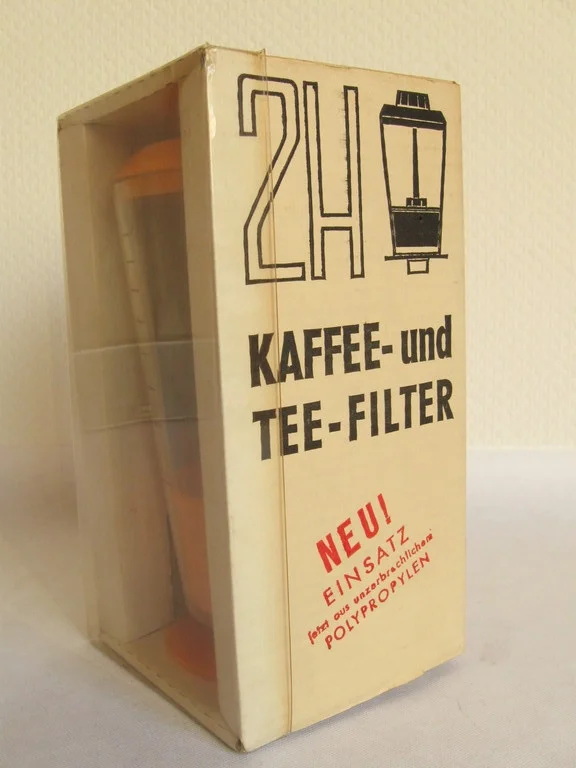 2H
KAFFEE- und
TEE-FILTER
NEU!
EINSATZ
jetzt aus unzerbrechlichem
POLYPROPYLEN